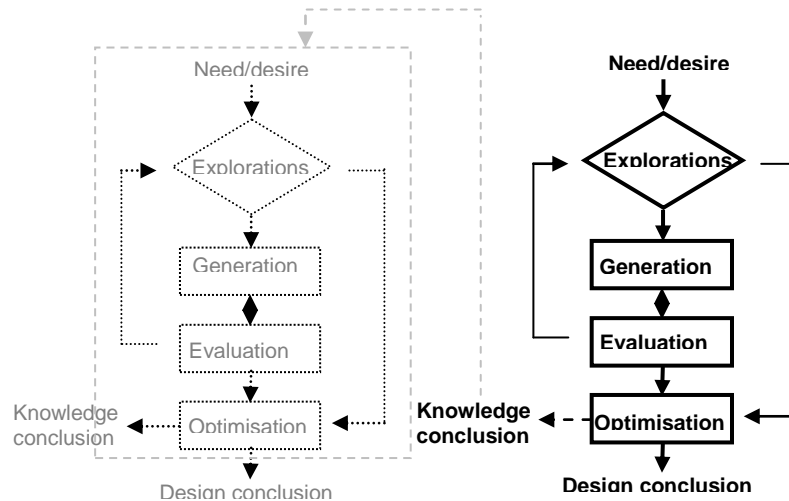 Need/desire
Explorations
Generation
Evaluation
Optimisation
Knowledge
conclusion
Design conclusion
Need/desire
Explorations
Generation
Evaluation
Optimisation
Knowledge
conclusion
Design conclusion